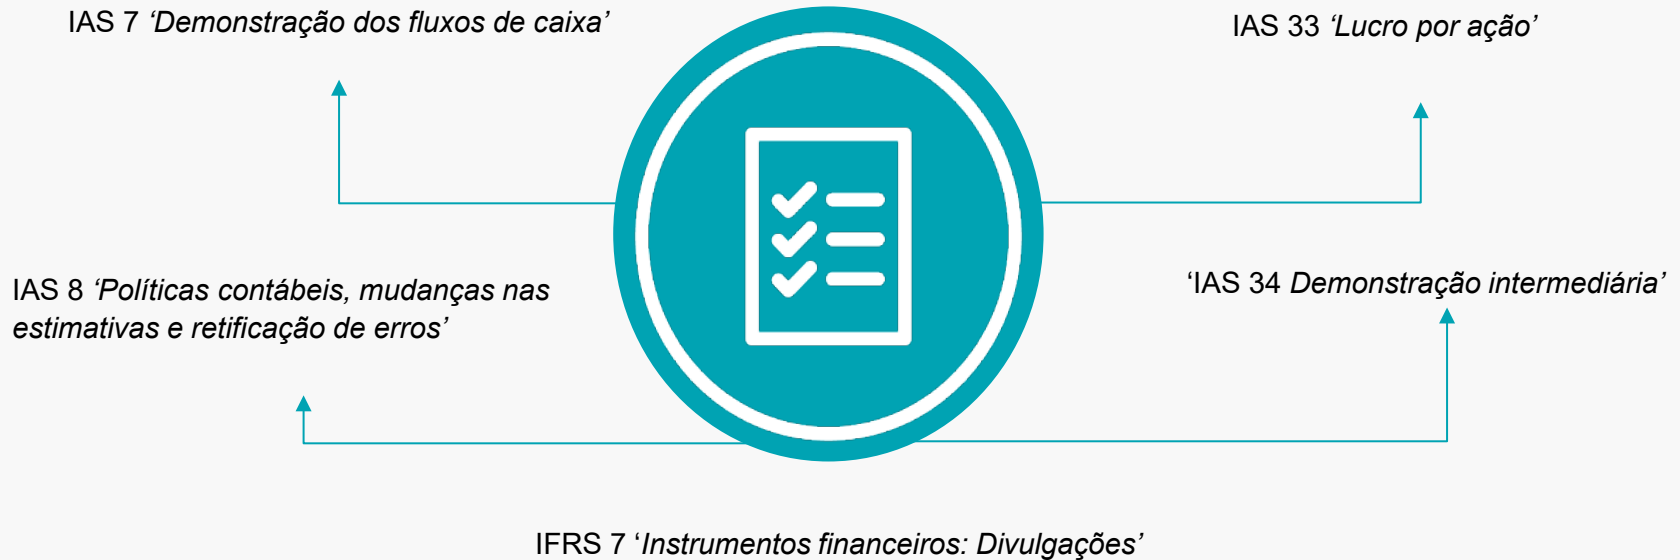 IAS 7 ‘Demonstração dos fluxos de caixa’
IAS 33 ‘Lucro por ação’
IAS 8 ‘Políticas contábeis, mudanças nas
estimativas e retificação de erros’
‘IAS 34 Demonstração intermediária’
IFRS 7 ‘Instrumentos financeiros: Divulgações’